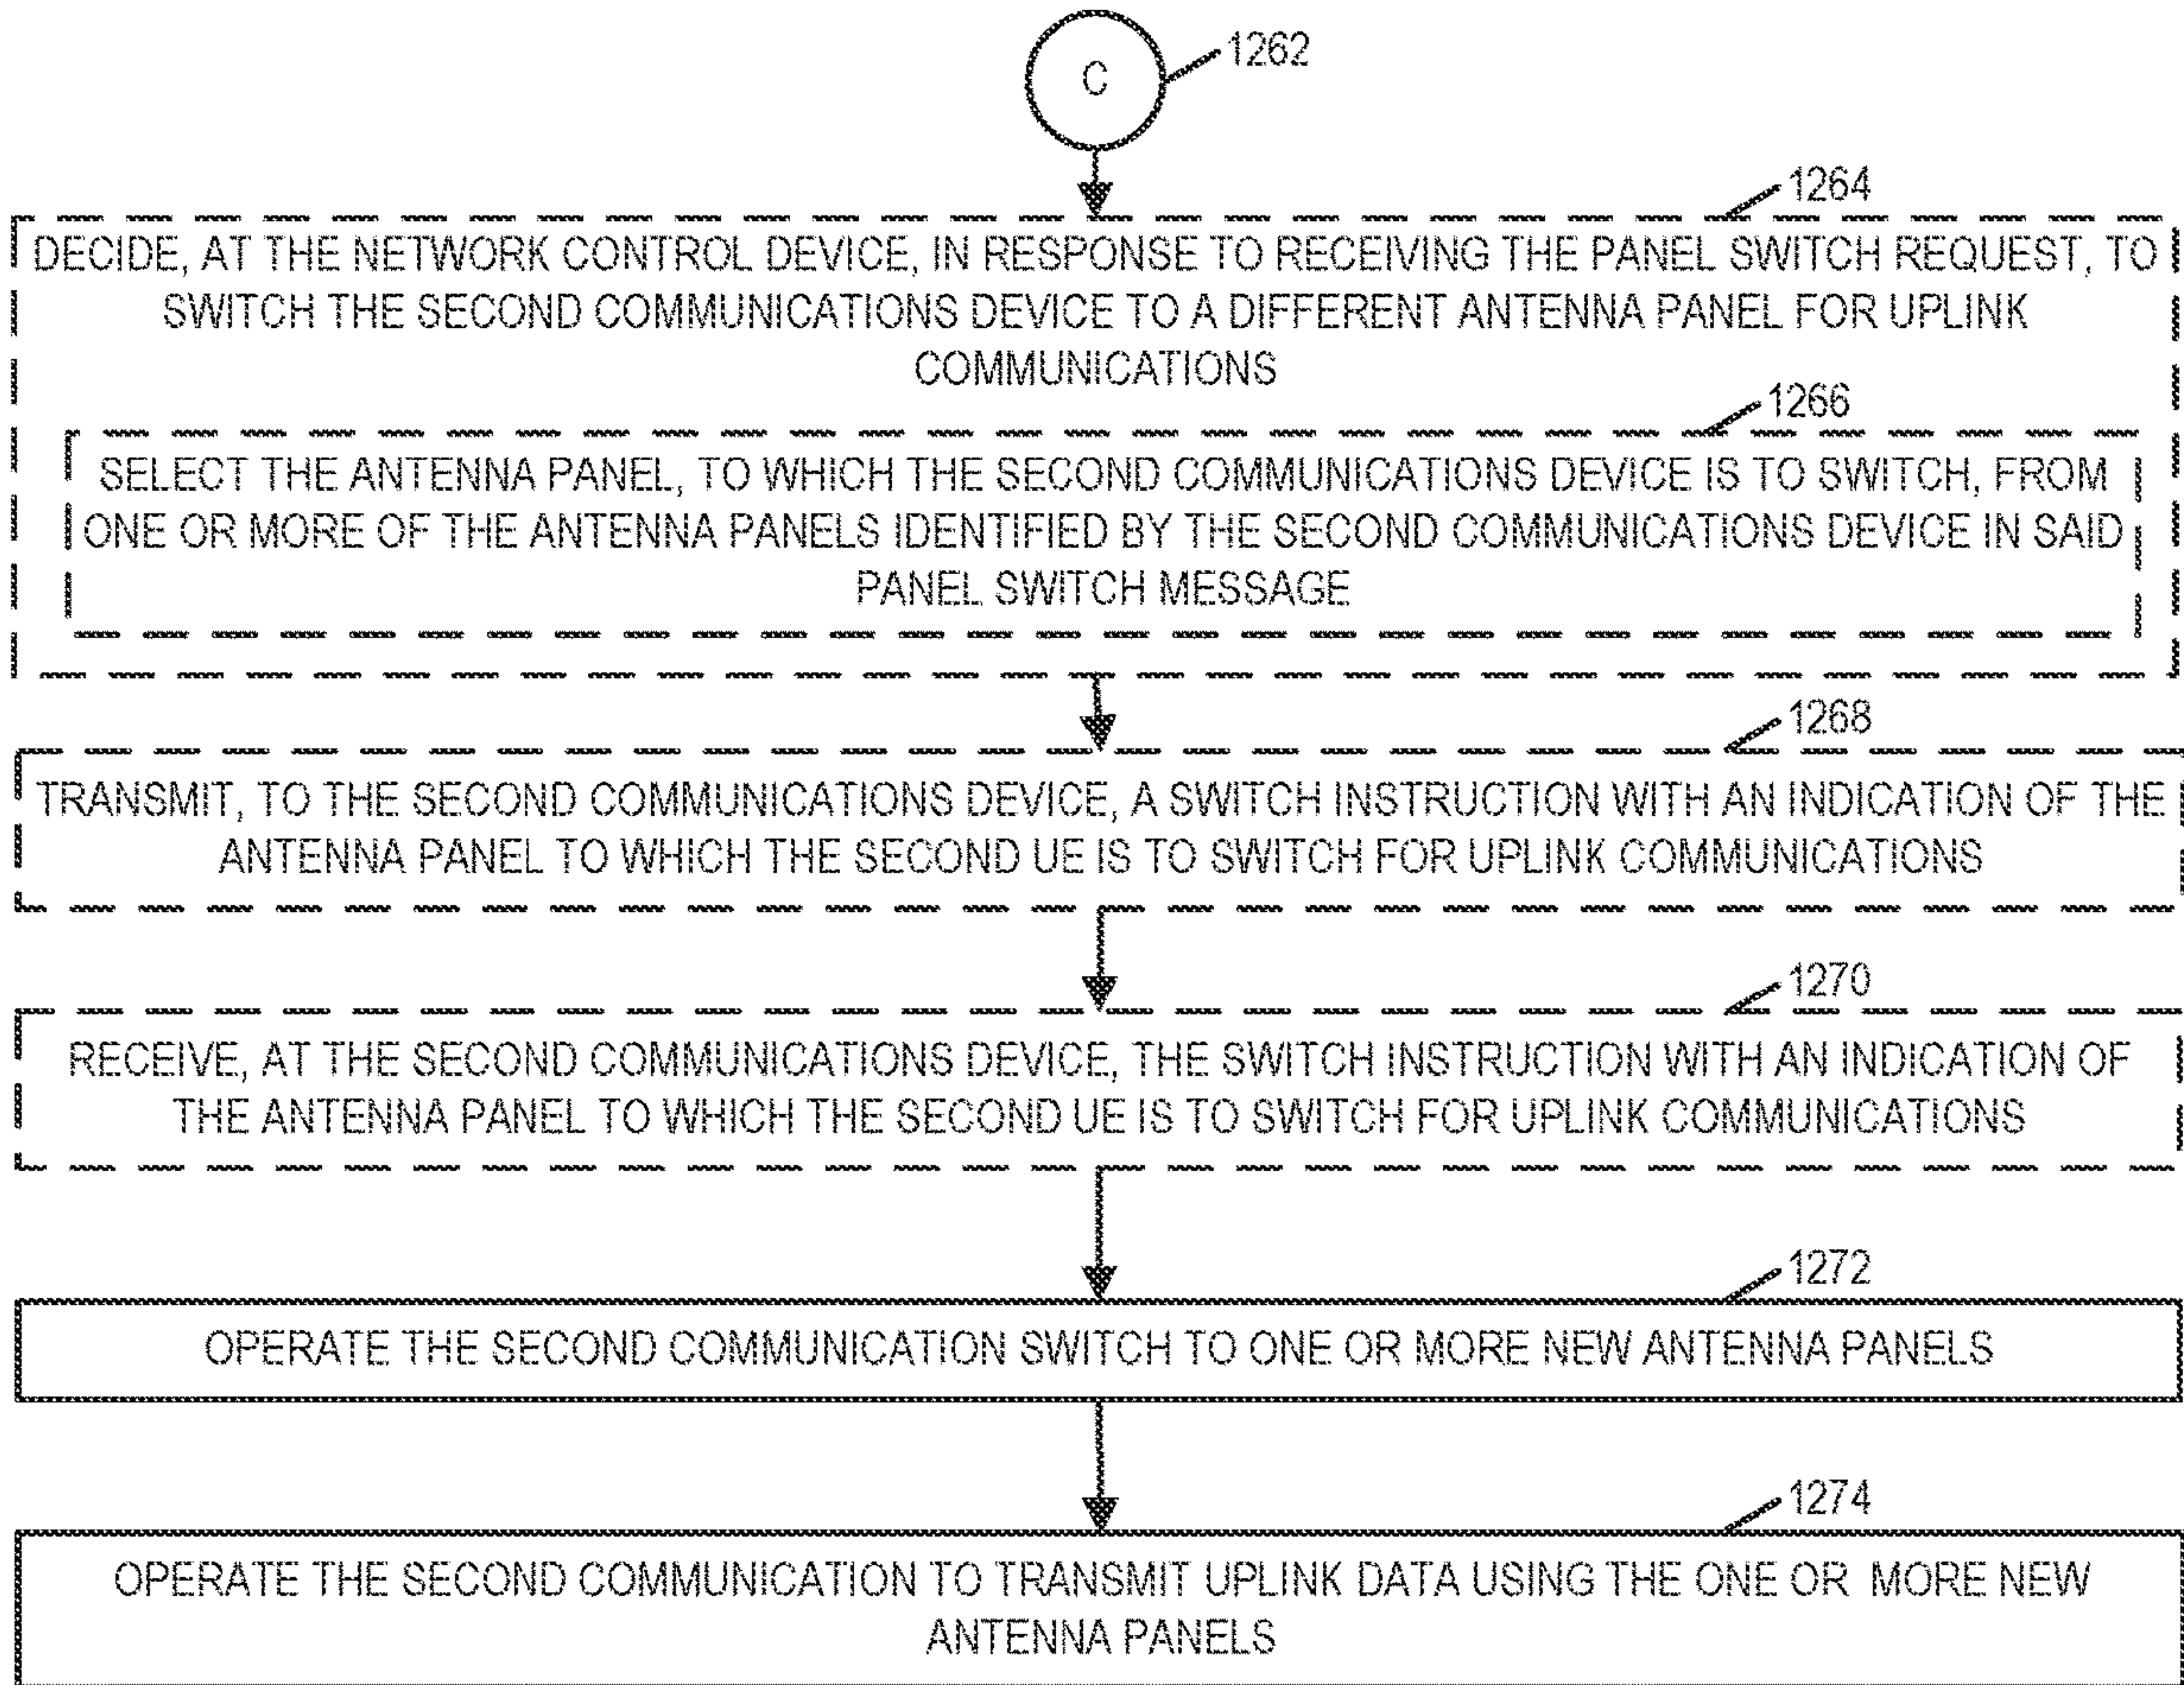 C
1262
1264
DECIDE, AT THE NETWORK CONTROL DEVICE, IN RESPONSE TO RECEIVING THE PANEL SWITCH REQUEST, TO
SWITCH THE SECOND COMMUNICATIONS DEVICE TO A DIFFERENT ANTENNA PANEL FOR UPLINK
COMMUNICATIONS
1266
SELECT THE ANTENNA PANEL, TO WHICH THE SECOND COMMUNICATIONS DEVICE IS TO SWITCH, FROM
ONE OR MORE OF THE ANTENNA PANELS IDENTIFIED BY THE SECOND COMMUNICATIONS DEVICE IN SAID
PANEL SWITCH MESSAGE
1268
TRANSMIT, TO THE SECOND COMMUNICATIONS DEVICE, A SWITCH INSTRUCTION WITH AN INDICATION OF THE
ANTENNA PANEL TO WHICH THE SECOND UE IS TO SWITCH FOR UPLINK COMMUNICATIONS
1270
RECEIVE, AT THE SECOND COMMUNICATIONS DEVICE, THE SWITCH INSTRUCTION WITH AN INDICATION OF
THE ANTENNA PANEL TO WHICH THE SECOND UE IS TO SWITCH FOR UPLINK COMMUNICATIONS
1272
OPERATE THE SECOND COMMUNICATION SWITCH TO ONE OR MORE NEW ANTENNA PANELS
1274
OPERATE THE SECOND COMMUNICATION TO TRANSMIT UPLINK DATA USING THE ONE OR MORE NEW
ANTENNA PANELS